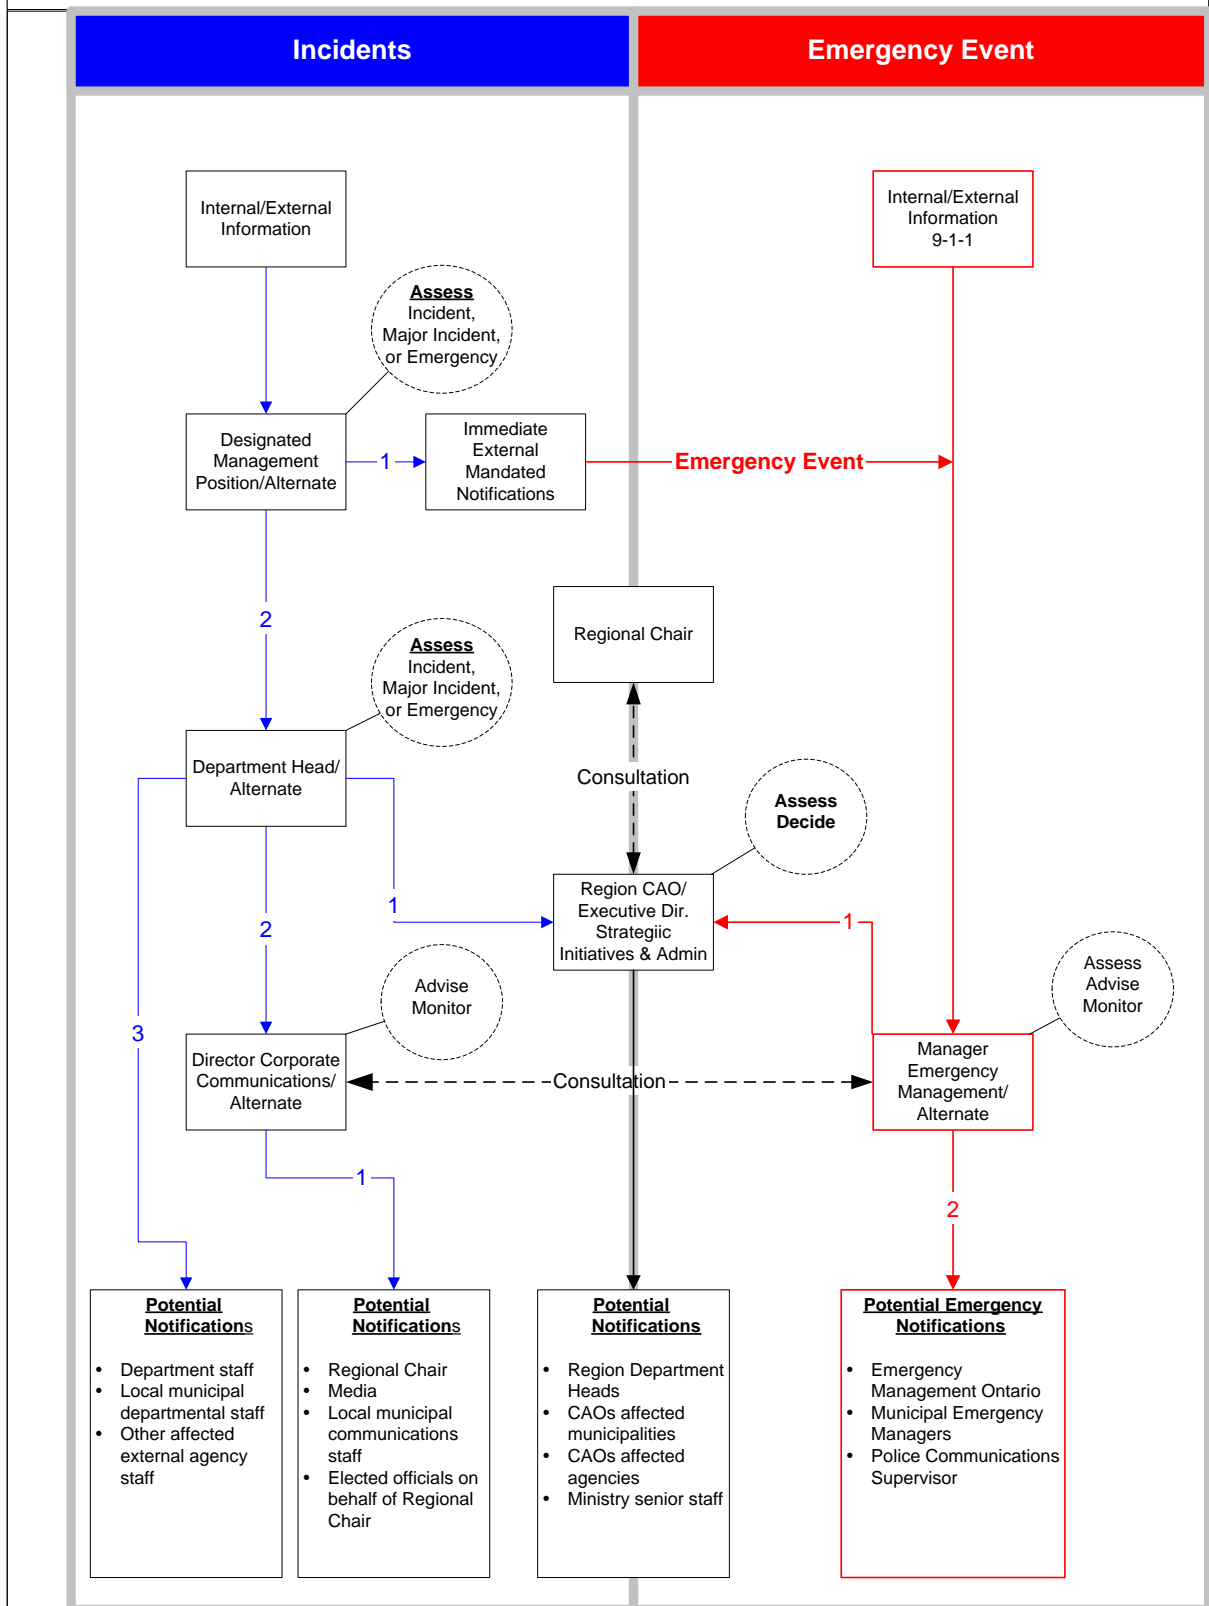 Incidents
Emergency Event
Internal/External
Information
Internal/External
Information
9-1-1
Assess
Incident,
Major Incident,
or Emergency
Designated
Management
Position/Alternate
1
Immediate
External
Mandated
Notifications
Emergency Event
2
Regional Chair
Assess
Incident,
Major Incident,
or Emergency
Consultation
Department Head/
Alternate
Assess
Decide
1
Region CAO/
Executive Dir.
Strategiic
Initiatives & Admin
1
2
Advise
Monitor
Assess
Advise
Monitor
3
Director Corporate
Communications/
Alternate
Consultation
Manager
Emergency
Management/
Alternate
1
2
Potential
Notifications
• Department staff
• Local municipal
departmental staff
• Other affected
external agency
staff
Potential
Notifications
• Regional Chair
• Media
• Local municipal
communications
staff
• Elected officials on
behalf of Regional
Chair
Potential
Notifications
• Region Department
Heads
• CAOs affected
municipalities
• CAOs affected
agencies
• Ministry senior staff
Potential Emergency
Notifications
• Emergency
Management Ontario
• Municipal Emergency
Managers
• Police Communications
Supervisor